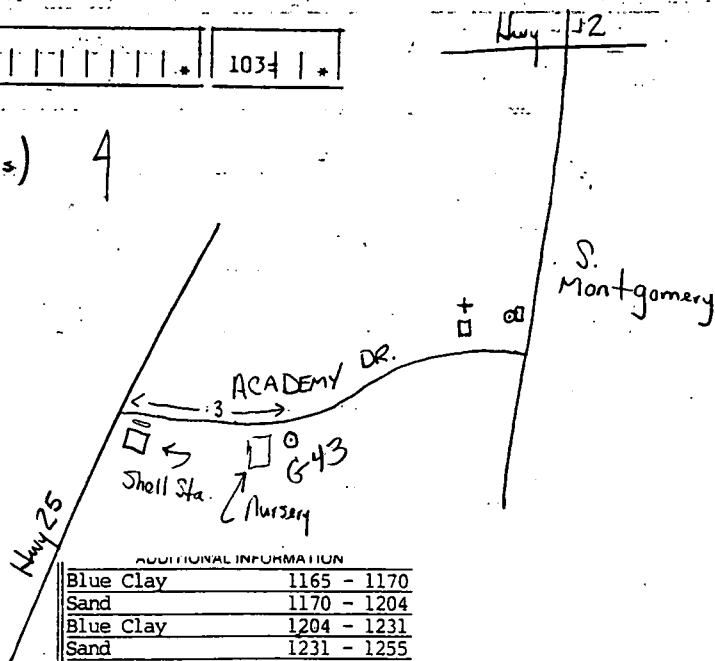 Hwy 12
103‡ | *
s) 4
S.
Montgomery
ACADEMY DR.
.3
G43
Shell Sta.
Nursery
Hwy 25
ADDITIONAL INFORMATION
Blue Clay 1165 - 1170
Sand 1170 - 1204
Blue Clay 1204 - 1231
Sand 1231 - 1255